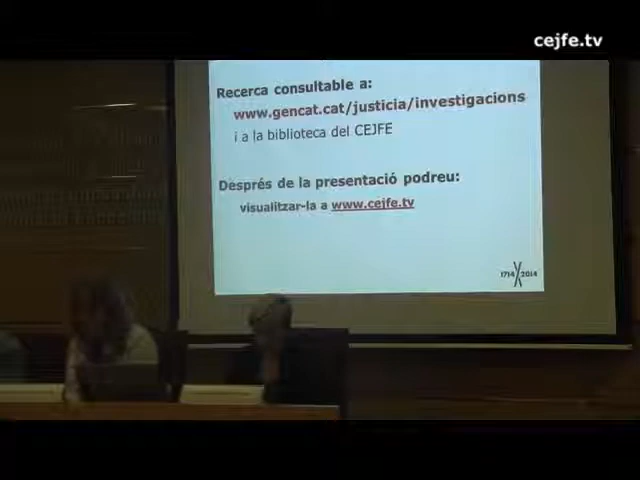 cejfe.tv
Recerca consultable a:
www.gencat.cat/justicia/investigacions
i a la biblioteca del CEJFE
Després de la presentació podreu:
visualitzar-la a www.cejfe.tv
1714 2014